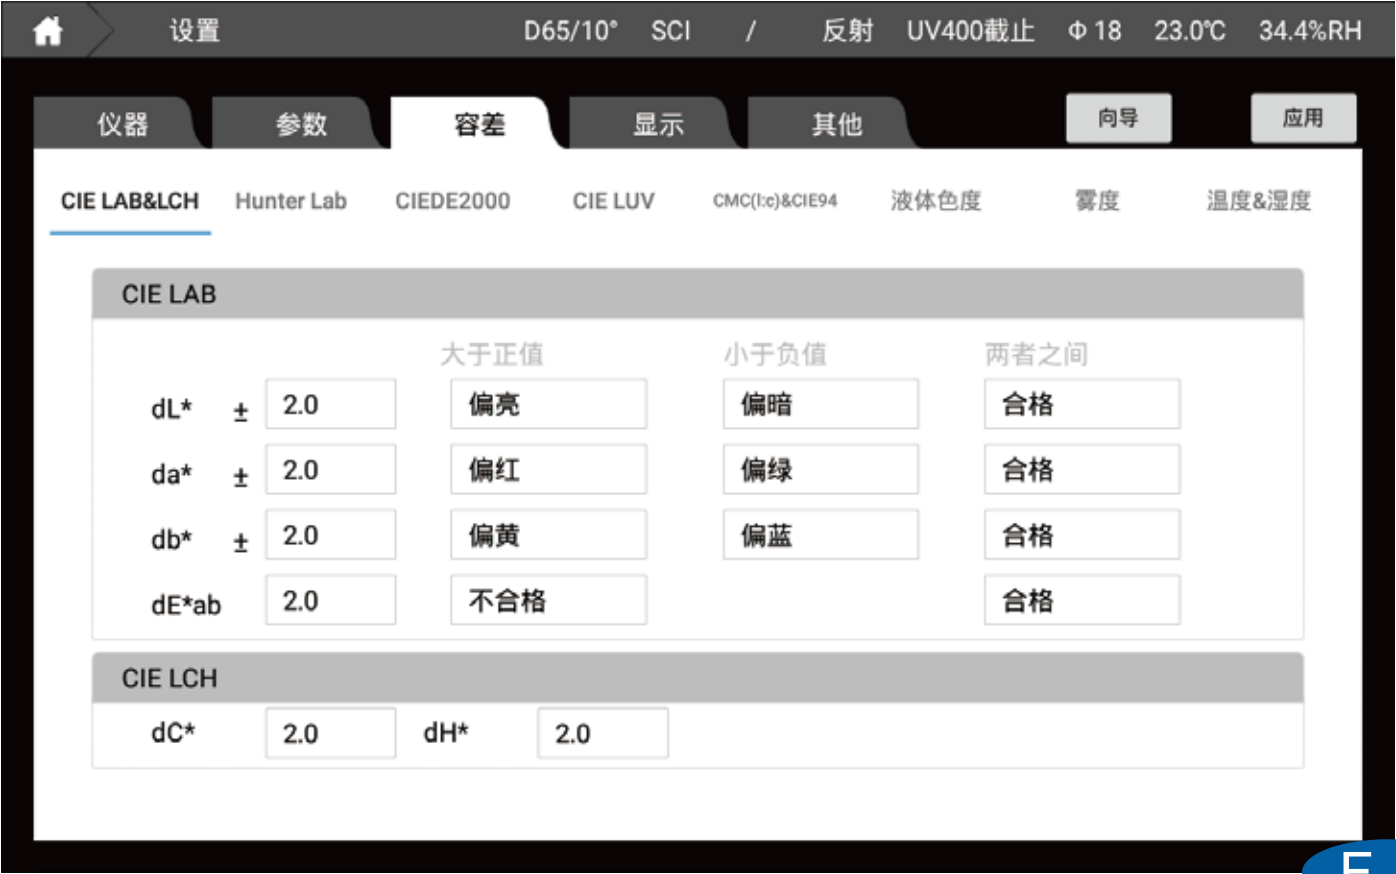 设置 D65/10° SCI / 反射 UV400截止 Φ 18 23.0℃ 34.4%RH
仪器 参数 容差 显示 其他 向导 应用
CIE LAB&LCH Hunter Lab CIEDE2000 CIE LUV CMC(l:c)&CIE94 液体色度 雾度 温度&湿度
CIE LAB
大于正值 小于负值 两者之间
dL* ± 2.0 偏亮 偏暗 合格
da* ± 2.0 偏红 偏绿 合格
db* ± 2.0 偏黄 偏蓝 合格
dE*ab 2.0 不合格 合格
CIE LCH
dC* 2.0 dH* 2.0